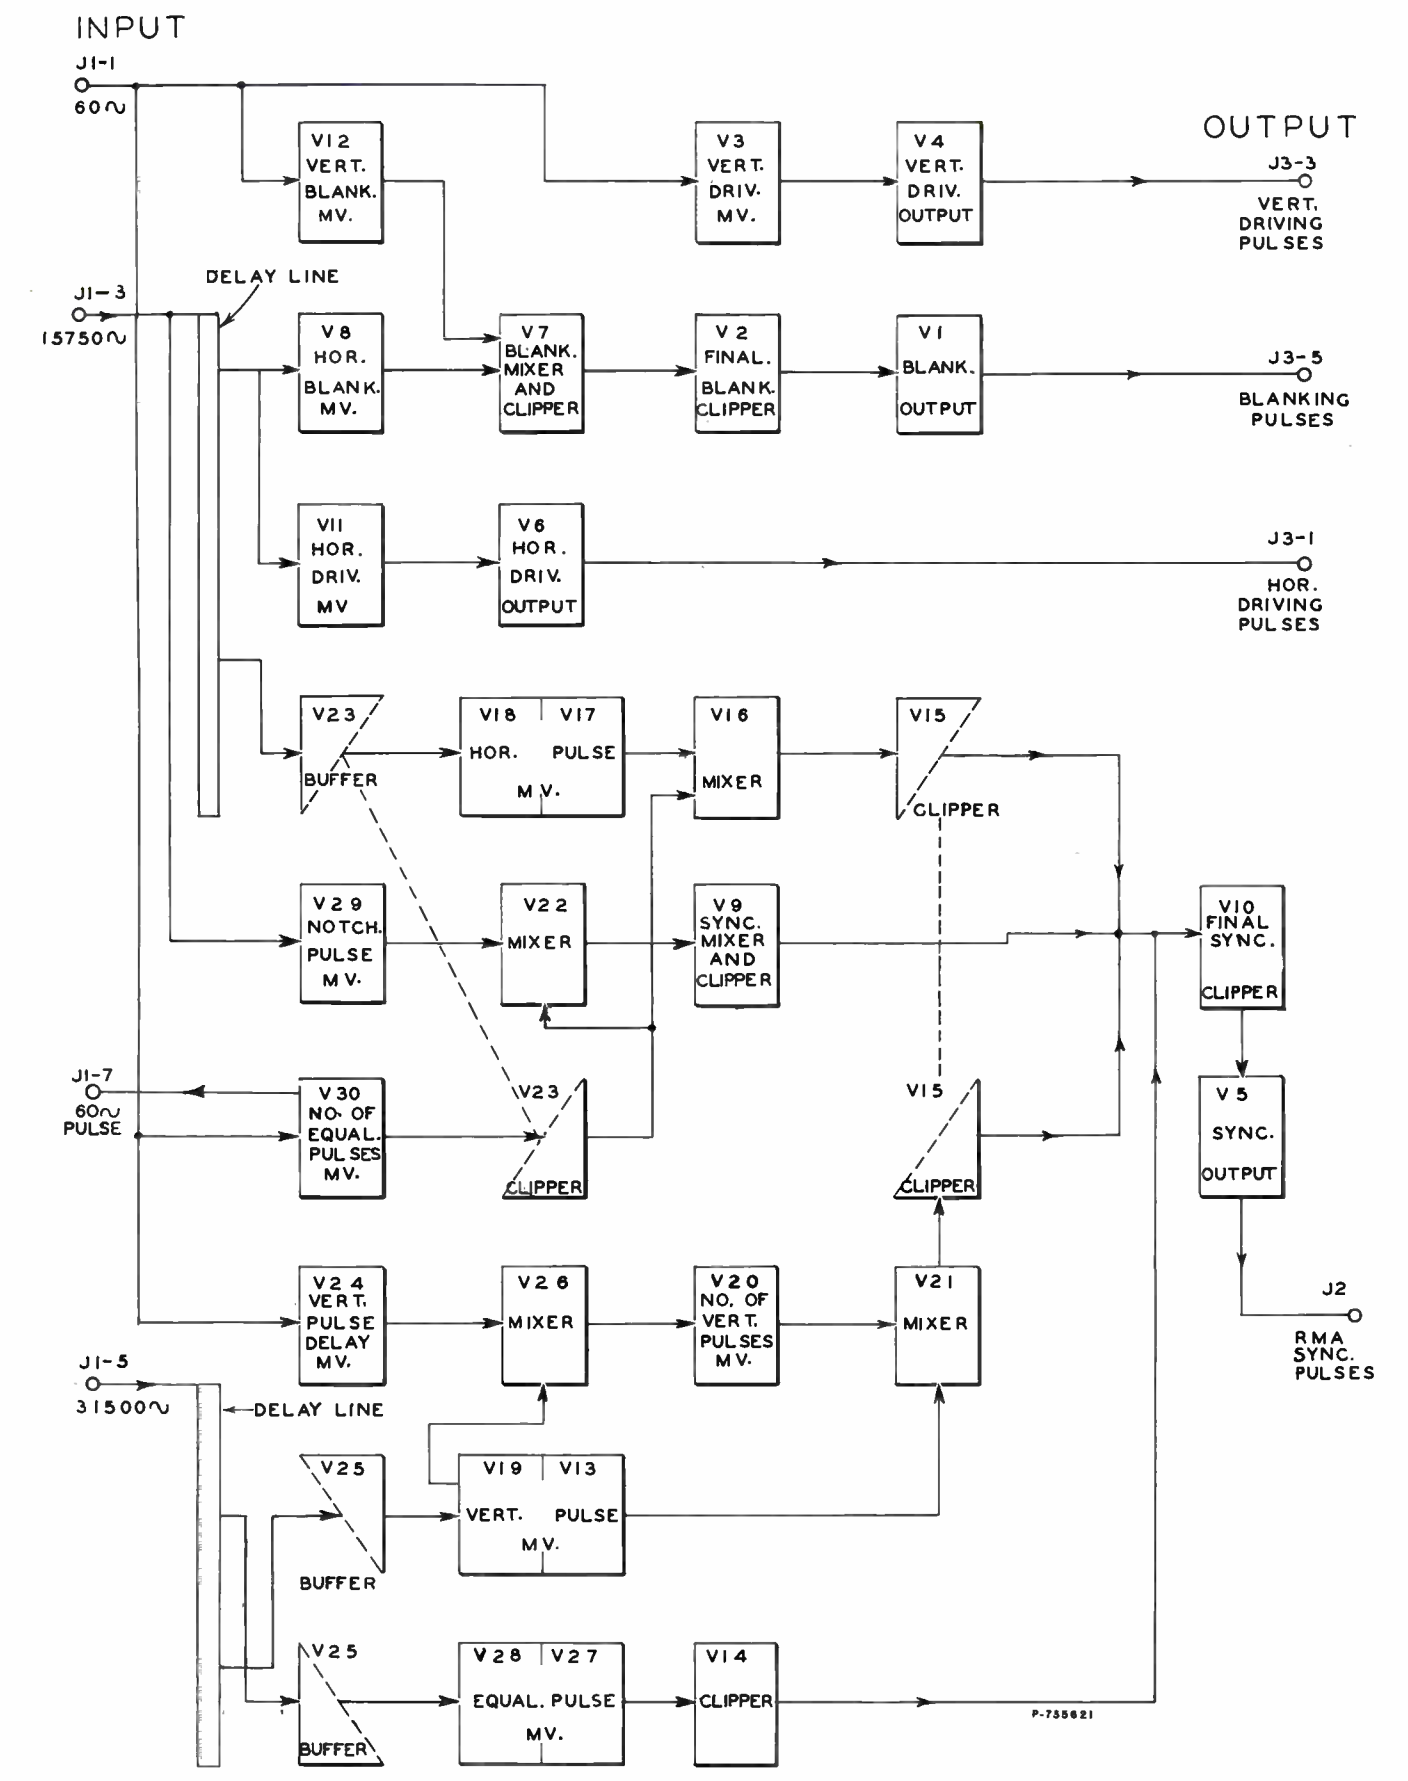 INPUT
J1-1
60~
OUTPUT
V12
VERT.
BLANK.
MV.
V3
VERT.
DRIV.
MV.
V4
VERT.
DRIV.
OUTPUT
J3-3
VERT.
DRIVING
PULSES
DELAY LINE
J1-3
15750~
V8
HOR.
BLANK.
MV.
V7
BLANK.
MIXER
AND
CLIPPER
V2
FINAL.
BLANK.
CLIPPER
V1
BLANK.
OUTPUT
J3-5
BLANKING
PULSES
V11
HOR.
DRIV.
MV
V6
HOR.
DRIV.
OUTPUT
J3-1
HOR.
DRIVING
PULSES
V23
BUFFER
V18 V17
HOR. PULSE
MV.
V16
MIXER
V15
CLIPPER
V29
NOTCH.
PULSE
MV.
V22
MIXER
V9
SYNC.
MIXER
AND
CLIPPER
V10
FINAL
SYNC.
CLIPPER
J1-7
60~
PULSE
V30
NO. OF
EQUAL.
PULSES
MV.
V23
CLIPPER
V15
CLIPPER
V5
SYNC.
OUTPUT
V24
VERT.
PULSE
DELAY
MV.
V26
MIXER
V20
NO. OF
VERT.
PULSES
MV.
V21
MIXER
J2
RMA
SYNC.
PULSES
J1-5
31500~
DELAY LINE
V25
BUFFER
V19 V13
VERT. PULSE
MV.
V25
BUFFER
V28 V27
EQUAL. PULSE
MV.
V14
CLIPPER
P-735621